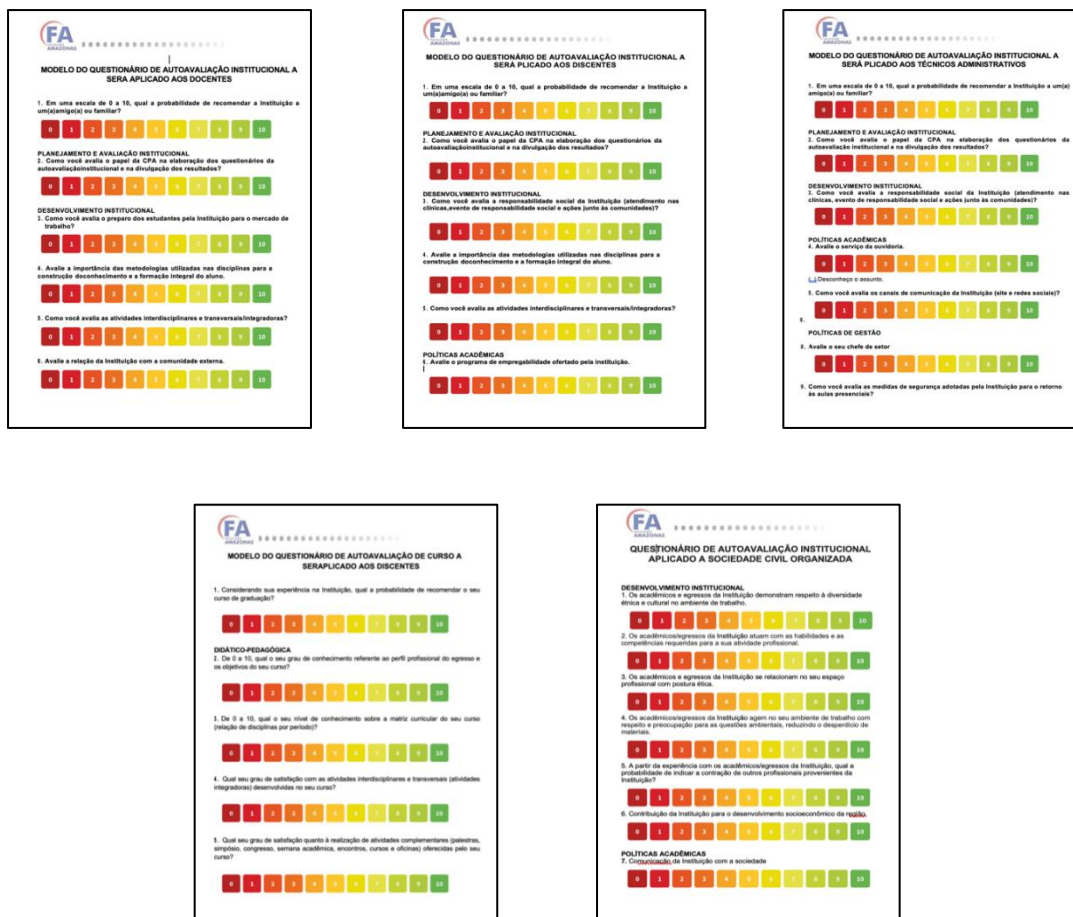 FA
AMAZONAS
MODELO DO QUESTIONÁRIO DE AUTOAVALIAÇÃO INSTITUCIONAL A
SERA APLICADO AOS DOCENTES
1. Em uma escala de 0 a 10, qual a probabilidade de recomendar a Instituição a
um(a)amigo(a) ou familiar?
0 1 2 3 4 5 6 7 8 9 10
PLANEJAMENTO E AVALIAÇÃO INSTITUCIONAL
2. Como você avalia o papel da CPA na elaboração dos questionários da
autoavaliaçãoinstitucional e na divulgação dos resultados?
0 1 2 3 4 5 6 7 8 9 10
DESENVOLVIMENTO INSTITUCIONAL
3. Como você avalia o preparo dos estudantes pela Instituição para o mercado de
trabalho?
0 1 2 3 4 5 6 7 8 9 10
4. Avalie a importância das metodologias utilizadas nas disciplinas para a
construção doconhecimento e a formação integral do aluno.
0 1 2 3 4 5 6 7 8 9 10
5. Como você avalia as atividades interdisciplinares e transversais/integradoras?
0 1 2 3 4 5 6 7 8 9 10
6. Avalie a relação da Instituição com a comunidade externa.
0 1 2 3 4 5 6 7 8 9 10
FA
AMAZONAS
MODELO DO QUESTIONÁRIO DE AUTOAVALIAÇÃO INSTITUCIONAL A
SERÁ PLICADO AOS DISCENTES
1. Em uma escala de 0 a 10, qual a probabilidade de recomendar a Instituição a
um(a)amigo(a) ou familiar?
0 1 2 3 4 5 6 7 8 9 10
PLANEJAMENTO E AVALIAÇÃO INSTITUCIONAL
2. Como você avalia o papel da CPA na elaboração dos questionários da
autoavaliaçãoinstitucional e na divulgação dos resultados?
0 1 2 3 4 5 6 7 8 9 10
DESENVOLVIMENTO INSTITUCIONAL
3. Como você avalia a responsabilidade social da Instituição (atendimento nas
clínicas,evento de responsabilidade social e ações junto às comunidades)?
0 1 2 3 4 5 6 7 8 9 10
4. Avalie a importância das metodologias utilizadas nas disciplinas para a
construção doconhecimento e a formação integral do aluno.
0 1 2 3 4 5 6 7 8 9 10
5. Como você avalia as atividades interdisciplinares e transversais/integradoras?
0 1 2 3 4 5 6 7 8 9 10
POLÍTICAS ACADÊMICAS
6. Avalie o programa de empregabilidade ofertado pela instituição.
0 1 2 3 4 5 6 7 8 9 10
FA
AMAZONAS
MODELO DO QUESTIONÁRIO DE AUTOAVALIAÇÃO INSTITUCIONAL A
SERÁ PLICADO AOS TÉCNICOS ADMINISTRATIVOS
1. Em uma escala de 0 a 10, qual a probabilidade de recomendar a Instituição a um(a)
amigo(a) ou familiar?
0 1 2 3 4 5 6 7 8 9 10
PLANEJAMENTO E AVALIAÇÃO INSTITUCIONAL
2. Como você avalia o papel da CPA na elaboração dos questionários da
autoavaliação institucional e na divulgação dos resultados?
0 1 2 3 4 5 6 7 8 9 10
DESENVOLVIMENTO INSTITUCIONAL
3. Como você avalia a responsabilidade social da Instituição (atendimento nas
clínicas, evento de responsabilidade social e ações junto às comunidades)?
0 1 2 3 4 5 6 7 8 9 10
POLÍTICAS ACADÊMICAS
4. Avalie o serviço da ouvidoria.
0 1 2 3 4 5 6 7 8 9 10
Desconheço o assunto.
5. Como você avalia os canais de comunicação da Instituição (site e redes sociais)?
0 1 2 3 4 5 6 7 8 9 10
6.
POLÍTICAS DE GESTÃO
8. Avalie o seu chefe de setor
0 1 2 3 4 5 6 7 8 9 10
9. Como você avalia as medidas de segurança adotadas pela Instituição para o retorno
às aulas presenciais?
FA
AMAZONAS
MODELO DO QUESTIONÁRIO DE AUTOAVALIAÇÃO DE CURSO A
SERAPLICADO AOS DISCENTES
1. Considerando sua experiência na Instituição, qual a probabilidade de recomendar o seu
curso de graduação?
0 1 2 3 4 5 6 7 8 9 10
DIDÁTICO-PEDAGÓGICA
2. De 0 a 10, qual o seu grau de conhecimento referente ao perfil profissional do egresso e
os objetivos do seu curso?
0 1 2 3 4 5 6 7 8 9 10
3. De 0 a 10, qual o seu nível de conhecimento sobre a matriz curricular do seu curso
(relação de disciplinas por período)?
0 1 2 3 4 5 6 7 8 9 10
4. Qual seu grau de satisfação com as atividades interdisciplinares e transversais (atividades
integradoras) desenvolvidas no seu curso?
0 1 2 3 4 5 6 7 8 9 10
5. Qual seu grau de satisfação quanto à realização de atividades complementares (palestras,
simpósio, congresso, semana acadêmica, encontros, cursos e oficinas) oferecidas pelo seu
curso?
0 1 2 3 4 5 6 7 8 9 10
FA
AMAZONAS
QUESTIONÁRIO DE AUTOAVALIAÇÃO INSTITUCIONAL
APLICADO A SOCIEDADE CIVIL ORGANIZADA
DESENVOLVIMENTO INSTITUCIONAL
1. Os acadêmicos e egressos da Instituição demonstram respeito à diversidade
étnica e cultural no ambiente de trabalho.
0 1 2 3 4 5 6 7 8 9 10
2. Os acadêmicos/egressos da Instituição atuam com as habilidades e as
competências requeridas para a sua atividade profissional.
0 1 2 3 4 5 6 7 8 9 10
3. Os acadêmicos e egressos da Instituição se relacionam no seu espaço
profissional com postura ética.
0 1 2 3 4 5 6 7 8 9 10
4. Os acadêmicos/egressos da Instituição agem no seu ambiente de trabalho com
respeito e preocupação para as questões ambientais, reduzindo o desperdício de
materiais.
0 1 2 3 4 5 6 7 8 9 10
5. A partir da experiência com os acadêmicos/egressos da Instituição, qual a
probabilidade de indicar a contração de outros profissionais provenientes da
Instituição?
0 1 2 3 4 5 6 7 8 9 10
6. Contribuição da Instituição para o desenvolvimento socioeconômico da região.
0 1 2 3 4 5 6 7 8 9 10
POLÍTICAS ACADÊMICAS
7. Comunicação da Instituição com a sociedade
0 1 2 3 4 5 6 7 8 9 10